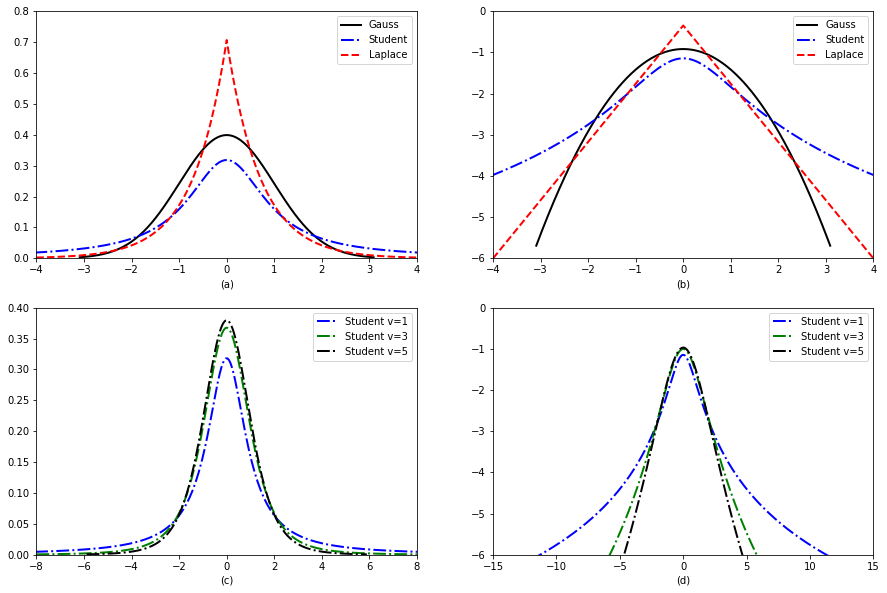 0.8
0.7
0.6
0.5
0.4
0.3
0.2
0.1
0.0
−4 −3 −2 −1 0 1 2 3 4
(a)
Gauss
Student
Laplace
0
−1
−2
−3
−4
−5
−6
−4 −3 −2 −1 0 1 2 3 4
(b)
Gauss
Student
Laplace
0.40
0.35
0.30
0.25
0.20
0.15
0.10
0.05
0.00
−8 −6 −4 −2 0 2 4 6 8
(c)
Student v=1
Student v=3
Student v=5
0
−1
−2
−3
−4
−5
−6
−15 −10 −5 0 5 10 15
(d)
Student v=1
Student v=3
Student v=5